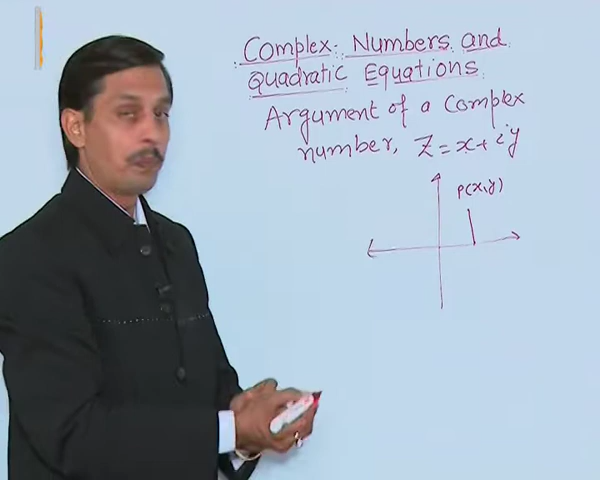 Complex Numbers and
Quadratic Equations
Argument of a Complex
number, Z = x + iy
P(x,y)